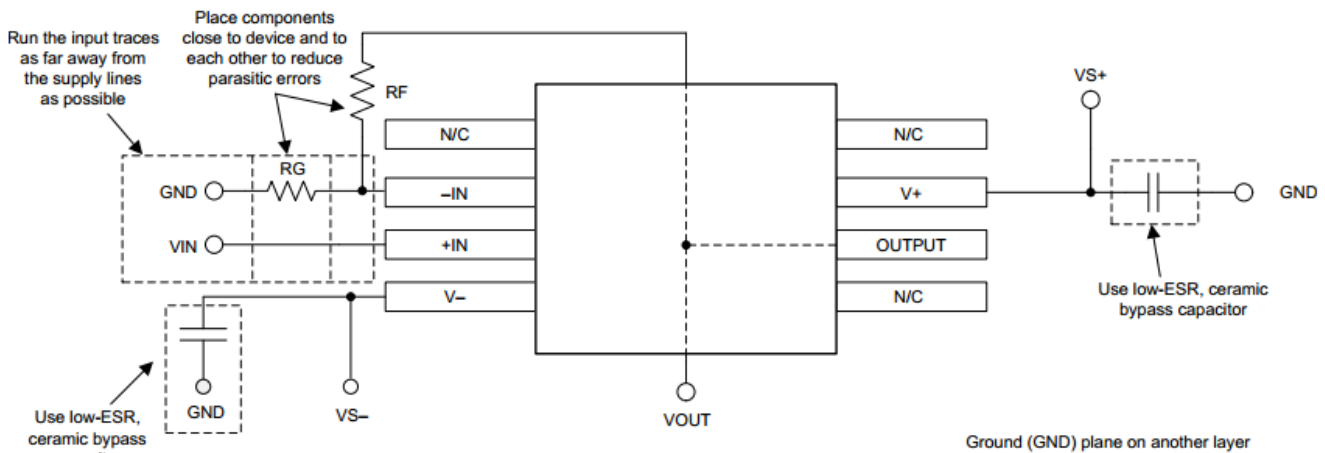 Place components
close to device and to
each other to reduce
parasitic errors
Run the input traces
as far away from
the supply lines
as possible
RF
VS+
N/C
N/C
RG
GND
–IN
V+
GND
VIN
+IN
OUTPUT
V–
N/C
Use low-ESR, ceramic
bypass capacitor
GND
VS–
VOUT
Use low-ESR,
ceramic bypass
Ground (GND) plane on another layer